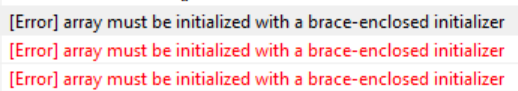 [Error] array must be initialized with a brace-enclosed initializer
[Error] array must be initialized with a brace-enclosed initializer
[Error] array must be initialized with a brace-enclosed initializer